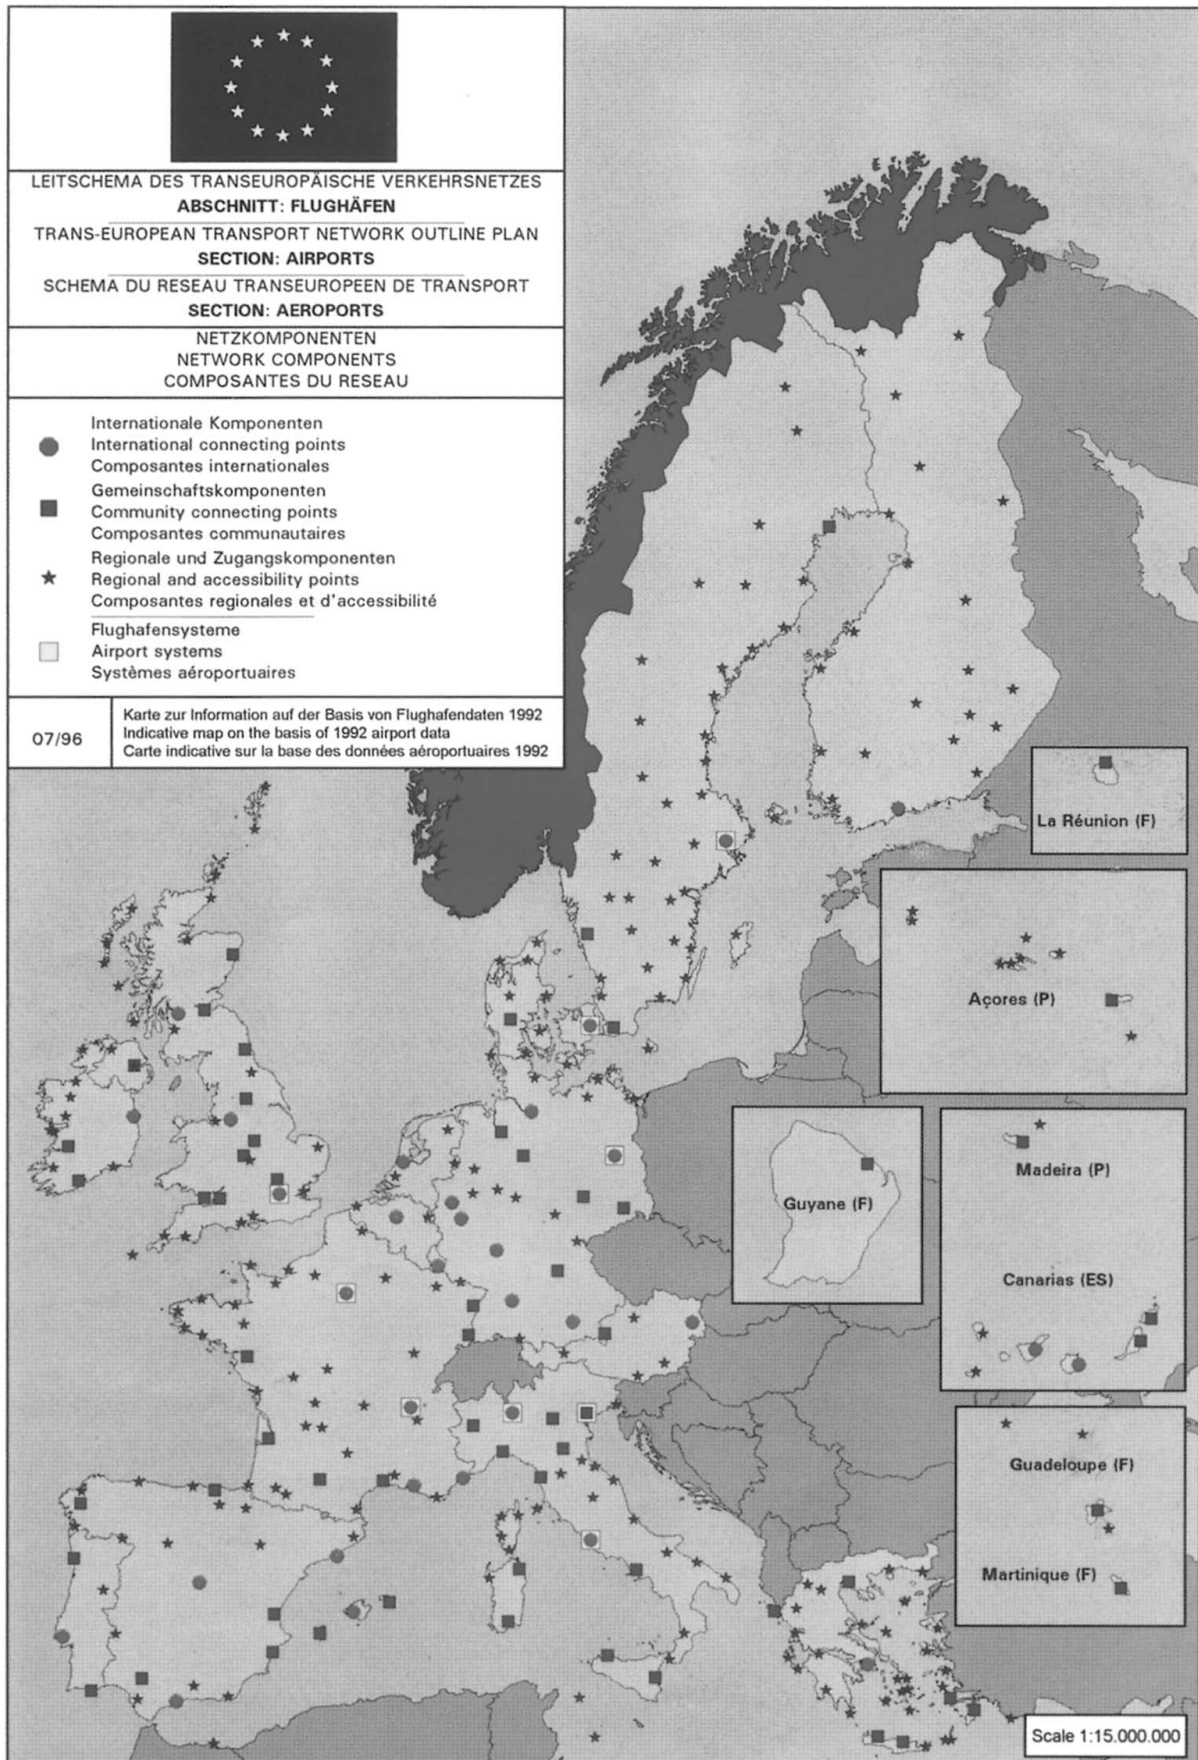 LEITSCHEMA DES TRANSEUROPÄISCHE VERKEHRSNETZES
ABSCHNITT: FLUGHÄFEN
TRANS-EUROPEAN TRANSPORT NETWORK OUTLINE PLAN
SECTION: AIRPORTS
SCHEMA DU RESEAU TRANSEUROPEEN DE TRANSPORT
SECTION: AEROPORTS
NETZKOMPONENTEN
NETWORK COMPONENTS
COMPOSANTES DU RESEAU
Internationale Komponenten
International connecting points
Composantes internationales
Gemeinschaftskomponenten
Community connecting points
Composantes communautaires
Regionale und Zugangskomponenten
Regional and accessibility points
Composantes regionales et d'accessibilité
Flughafensysteme
Airport systems
Systèmes aéroportuaires
07/96
Karte zur Information auf der Basis von Flughafendaten 1992
Indicative map on the basis of 1992 airport data
Carte indicative sur la base des données aéroportuaires 1992
La Réunion (F)
Açores (P)
Guyane (F)
Madeira (P)
Canarias (ES)
Guadeloupe (F)
Martinique (F)
Scale 1:15.000.000